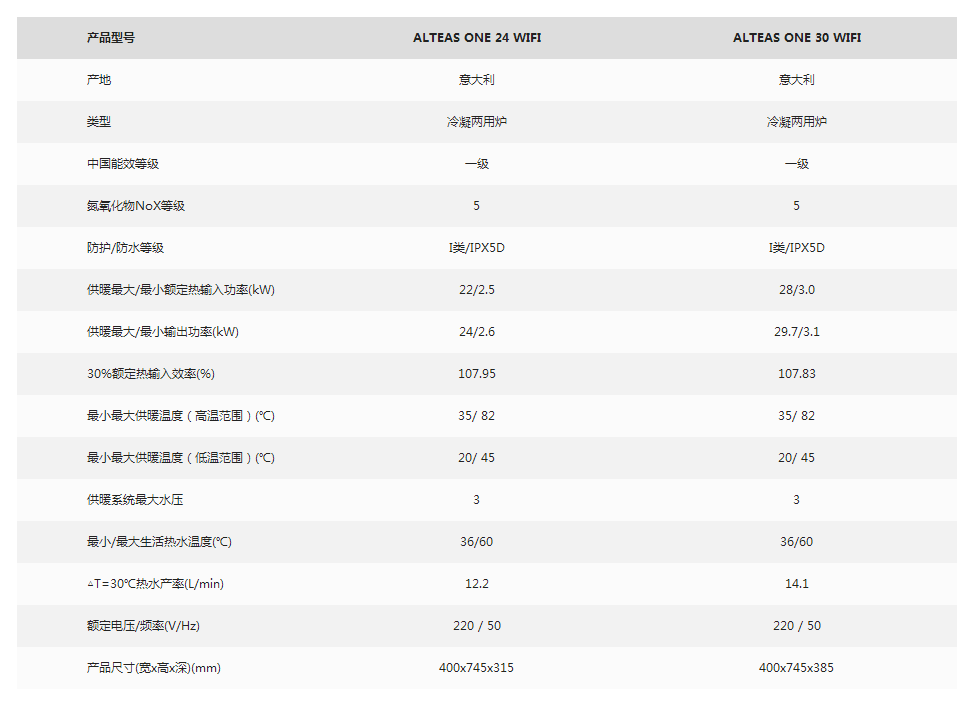 产品型号 ALTEAS ONE 24 WIFI ALTEAS ONE 30 WIFI
产地 意大利 意大利
类型 冷凝两用炉 冷凝两用炉
中国能效等级 一级 一级
氮氧化物NoX等级 5 5
防护/防水等级 I类/IPX5D I类/IPX5D
供暖最大/最小额定热输入功率(kW) 22/2.5 28/3.0
供暖最大/最小输出功率(kW) 24/2.6 29.7/3.1
30%额定热输入效率(%) 107.95 107.83
最小最大供暖温度（高温范围）(℃) 35/ 82 35/ 82
最小最大供暖温度（低温范围）(℃) 20/ 45 20/ 45
供暖系统最大水压 3 3
最小/最大生活热水温度(℃) 36/60 36/60
△T=30℃热水产率(L/min) 12.2 14.1
额定电压/频率(V/Hz) 220 / 50 220 / 50
产品尺寸(宽x高x深)(mm) 400x745x315 400x745x385